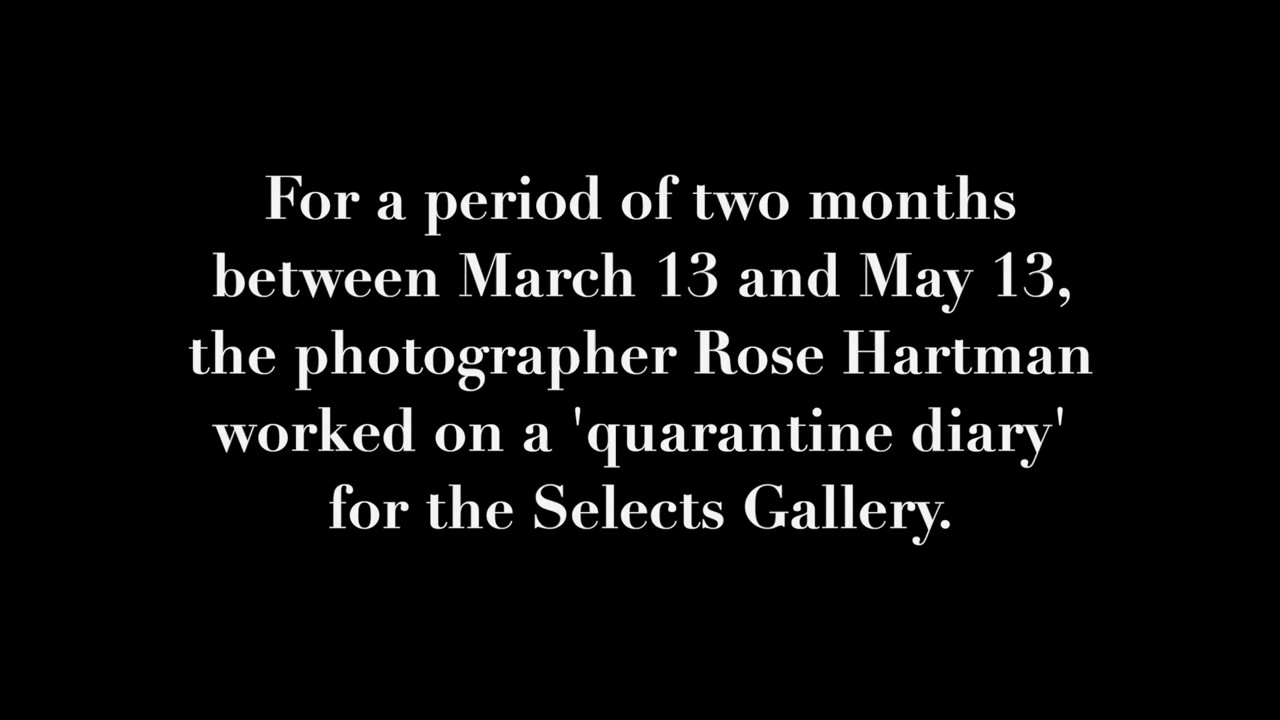 For a period of two months
between March 13 and May 13,
the photographer Rose Hartman
worked on a 'quarantine diary'
for the Selects Gallery.